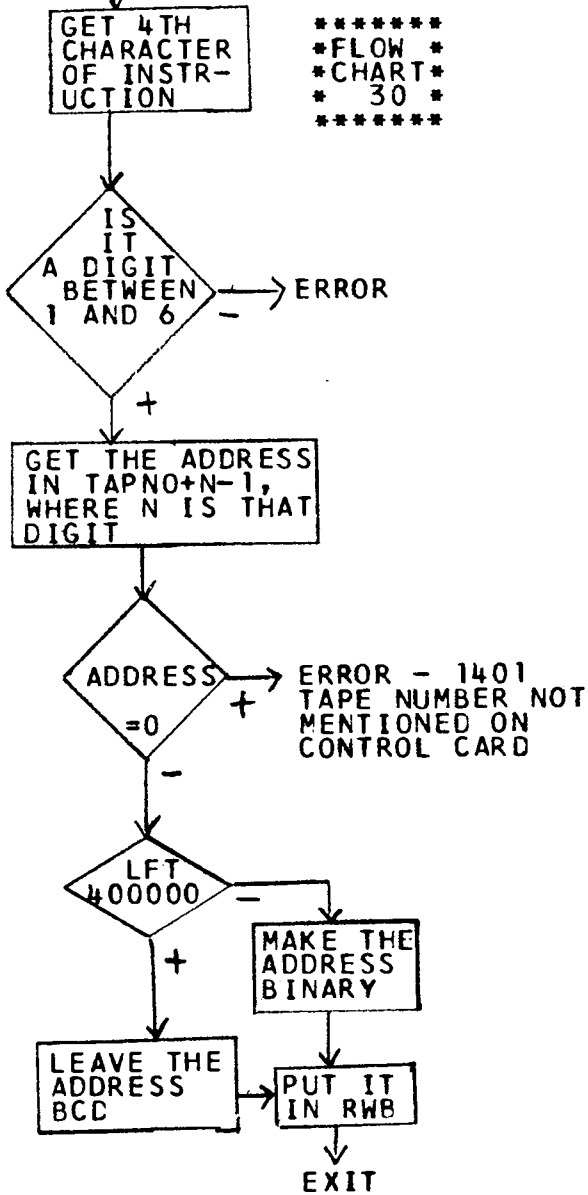 GET 4TH
CHARACTER
OF INSTR-
UCTION
*******
*FLOW *
*CHART*
* 30 *
*******
IS
IT
A DIGIT
BETWEEN
1 AND 6
-
ERROR
+
GET THE ADDRESS
IN TAPNO+N-1,
WHERE N IS THAT
DIGIT
ADDRESS
=0
+
ERROR - 1401
TAPE NUMBER NOT
MENTIONED ON
CONTROL CARD
-
LFT
400000
-
+
MAKE THE
ADDRESS
BINARY
LEAVE THE
ADDRESS
BCD
PUT IT
IN RWB
EXIT